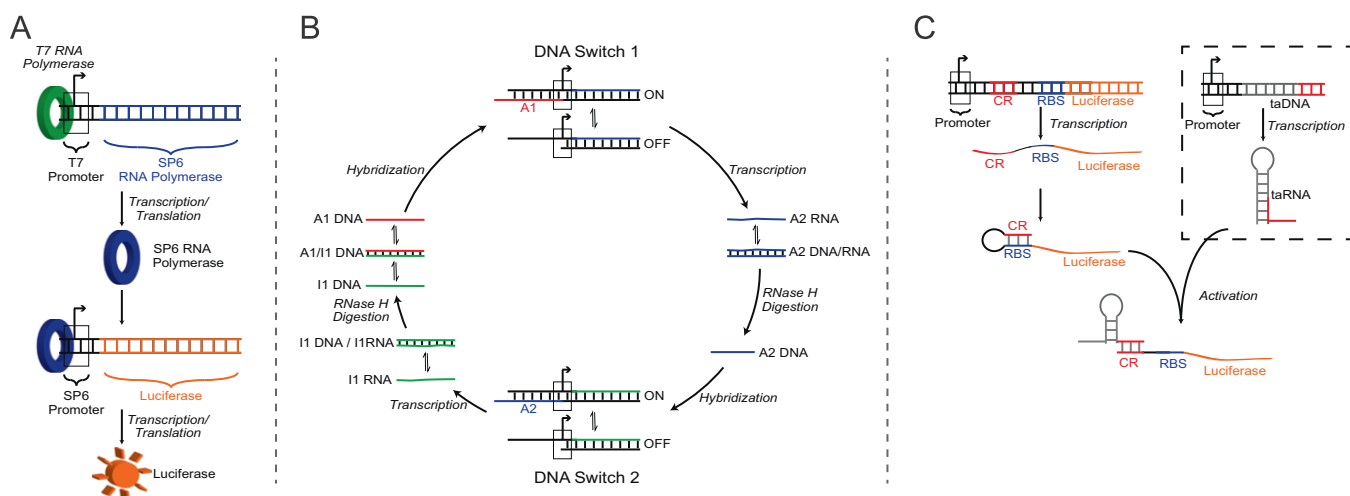 A
T7 RNA
Polymerase
T7
Promoter
SP6
RNA Polymerase
Transcription/
Translation
SP6 RNA
Polymerase
SP6
Promoter
Luciferase
Transcription/
Translation
Luciferase
B
DNA Switch 1
ON
A1
OFF
Hybridization
Transcription
A1 DNA
A1/I1 DNA
I1 DNA
A2 RNA
A2 DNA/RNA
RNase H
Digestion
RNase H
Digestion
I1 DNA / I1RNA
I1 RNA
A2 DNA
Transcription
Hybridization
ON
A2
OFF
DNA Switch 2
C
CR
RBS
Luciferase
Promoter
Transcription
CR
RBS
Luciferase
taDNA
Promoter
Transcription
taRNA
CR
RBS
Luciferase
Activation
CR
RBS
Luciferase